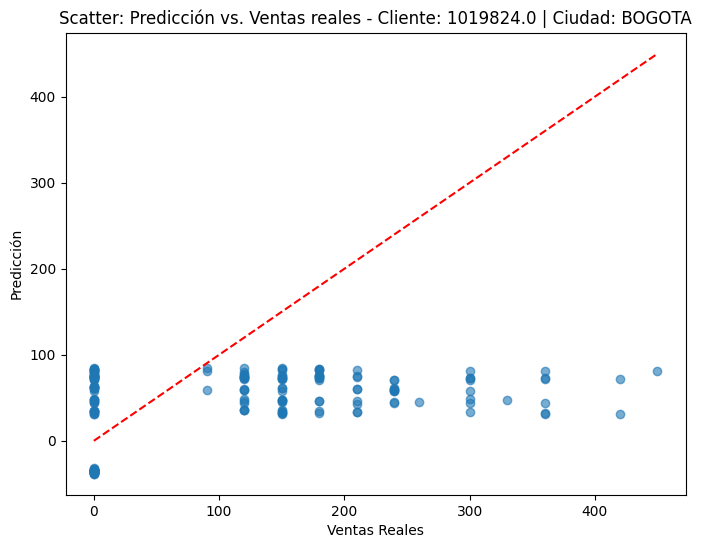 Scatter: Predicción vs. Ventas reales - Cliente: 1019824.0 | Ciudad: BOGOTA
Predicción
400
300
200
100
0
0 100 200 300 400
Ventas Reales